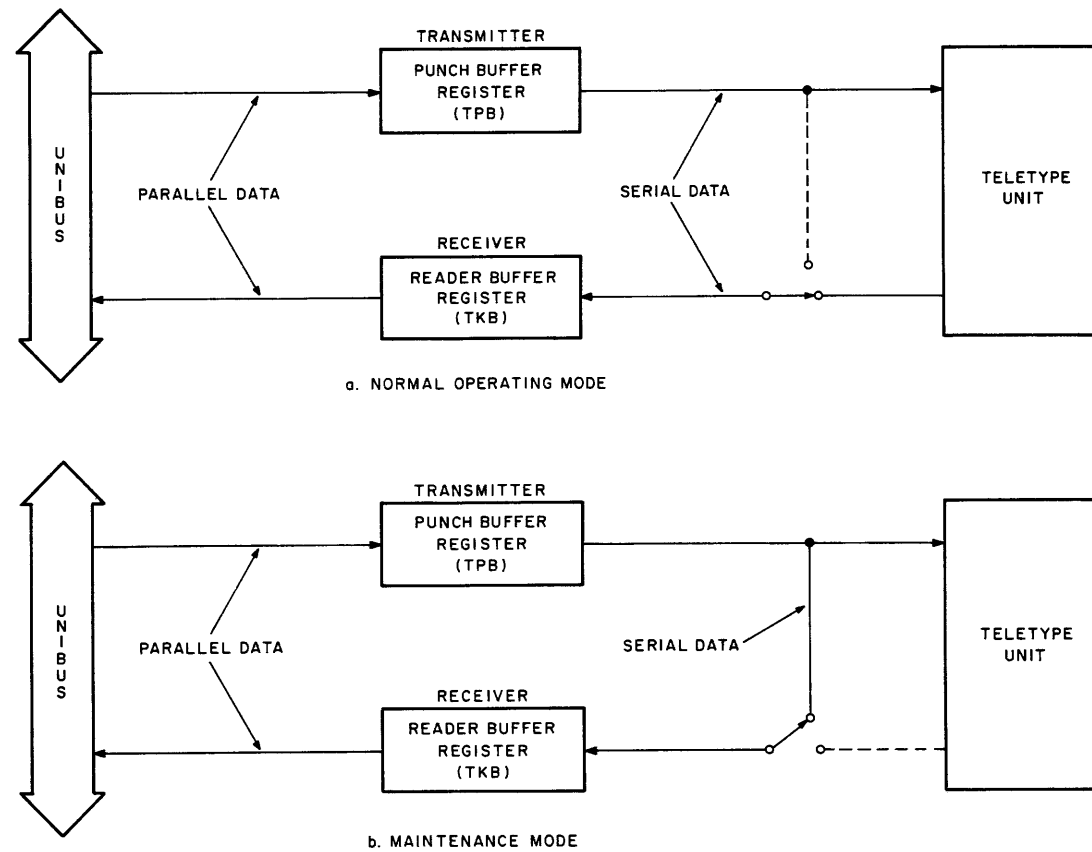 UNIBUS
TRANSMITTER
PUNCH BUFFER
REGISTER
(TPB)
PARALLEL DATA
SERIAL DATA
RECEIVER
READER BUFFER
REGISTER
(TKB)
TELETYPE
UNIT
a. NORMAL OPERATING MODE
UNIBUS
TRANSMITTER
PUNCH BUFFER
REGISTER
(TPB)
PARALLEL DATA
SERIAL DATA
RECEIVER
READER BUFFER
REGISTER
(TKB)
TELETYPE
UNIT
b. MAINTENANCE MODE